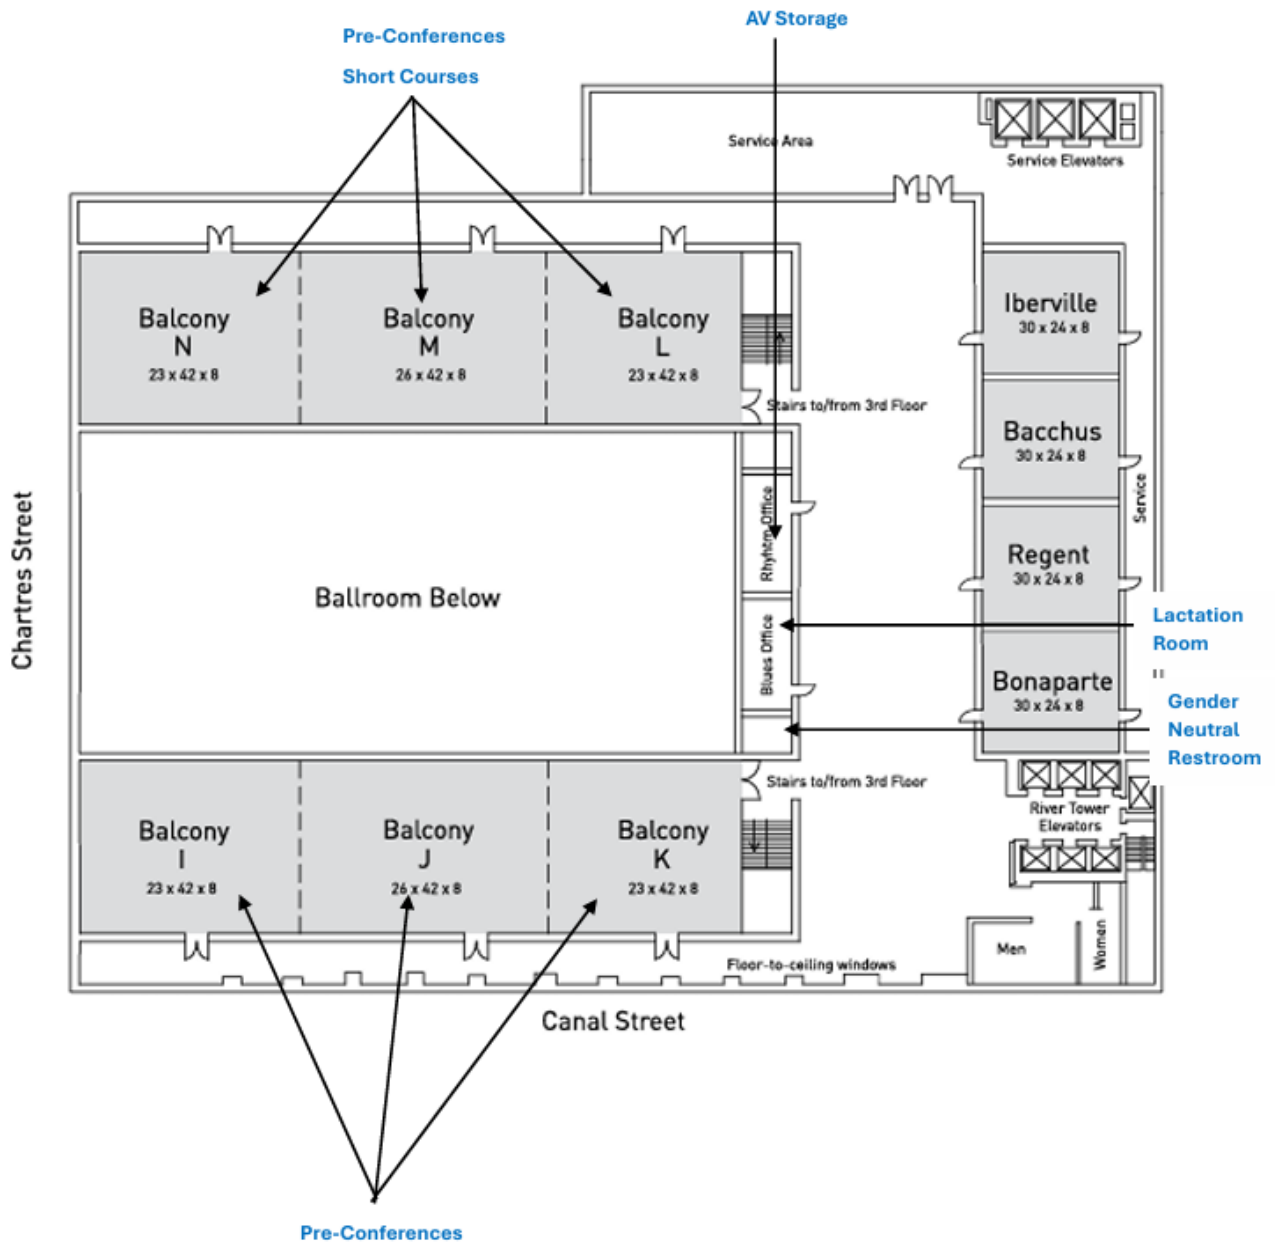 AV Storage
Pre-Conferences
Short Courses
Service Area
Service Elevators
Balcony
N
23 x 42 x 8
Balcony
M
26 x 42 x 8
Balcony
L
23 x 42 x 8
Iberville
30 x 24 x 8
Stairs to/from 3rd Floor
Bacchus
30 x 24 x 8
Chartres Street
Rhyhtm Office
Service
Regent
30 x 24 x 8
Ballroom Below
Blues Office
Lactation
Room
Bonaparte
30 x 24 x 8
Gender
Neutral
Restroom
Stairs to/from 3rd Floor
River Tower
Elevators
Balcony
I
23 x 42 x 8
Balcony
J
26 x 42 x 8
Balcony
K
23 x 42 x 8
Men
Women
Floor-to-ceiling windows
Canal Street
Pre-Conferences